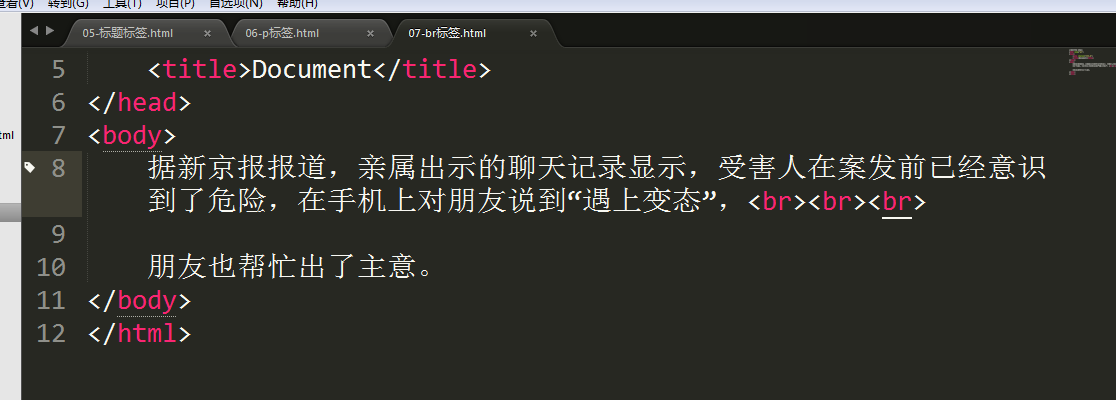 查看(V) 转到(G) 工具(T) 项目(P) 首选项(N) 帮助(H)
05-标题标签.html × 06-p标签.html × 07-br标签.html ×
5 <title>Document</title>
6 </head>
tml 7 <body>
8 据新京报报道，亲属出示的聊天记录显示，受害人在案发前已经意识
到了危险，在手机上对朋友说到“遇上变态”，<br><br><br>
9
10 朋友也帮忙出了主意。
11 </body>
12 </html>